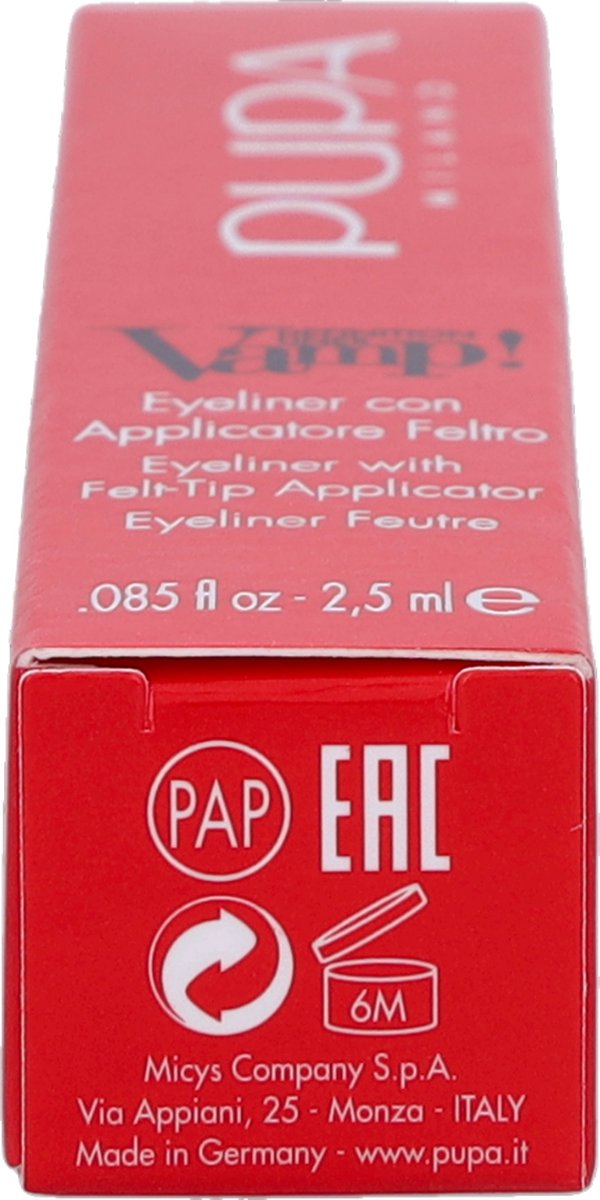 PUPA
MILANO
Vamp!
Eyeliner con
Applicatore Feltro
Eyeliner with
Felt-Tip Applicator
Eyeliner Feutre
.085 fl oz - 2,5 ml ℮
PAP
EAC
6M
Micys Company S.p.A.
Via Appiani, 25 - Monza - ITALY
Made in Germany - www.pupa.it